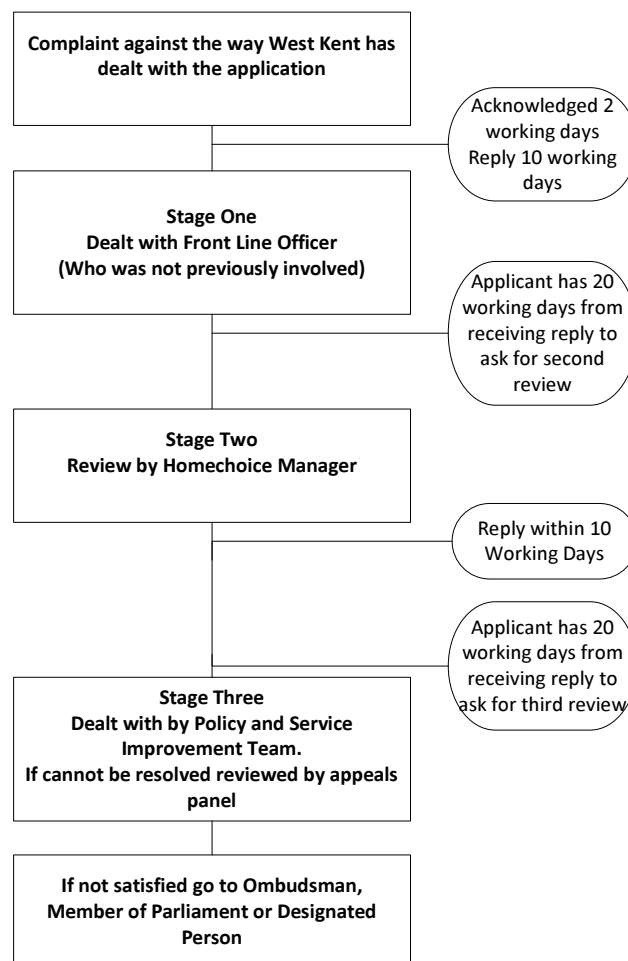 Complaint against the way West Kent has
dealt with the application
Acknowledged 2
working days
Reply 10 working
days
Stage One
Dealt with Front Line Officer
(Who was not previously involved)
Applicant has 20
working days from
receiving reply to
ask for second
review
Stage Two
Review by Homechoice Manager
Reply within 10
Working Days
Applicant has 20
working days from
receiving reply to
ask for third review
Stage Three
Dealt with by Policy and Service
Improvement Team.
If cannot be resolved reviewed by appeals
panel
If not satisfied go to Ombudsman,
Member of Parliament or Designated
Person